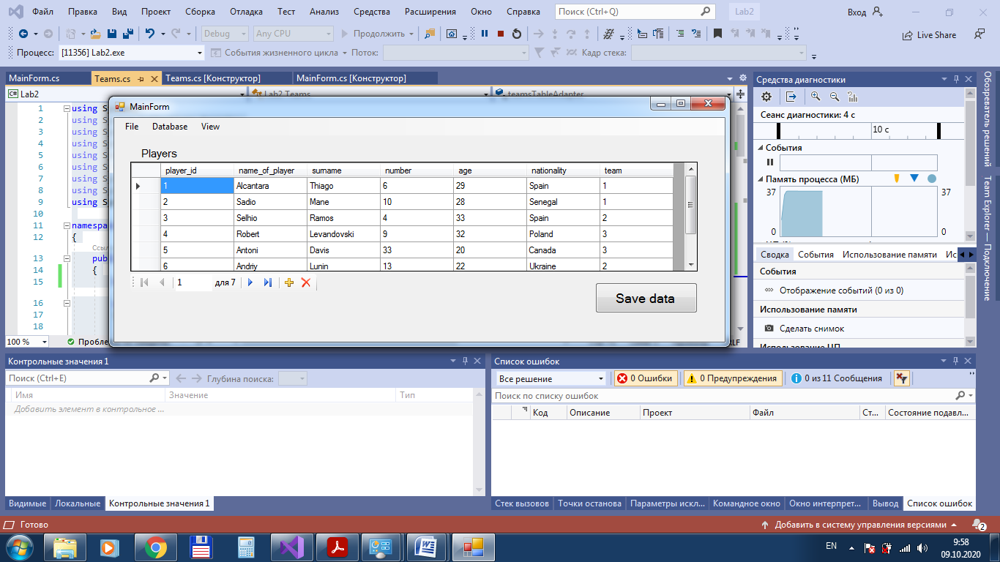 Файл Правка Вид Проект Сборка Отладка Тест Анализ Средства Расширения Окно Справка Поиск (Ctrl+Q) Lab2 Вход
Debug Any CPU Продолжить Live Share
Процесс: [11356] Lab2.exe События жизненного цикла Поток: Кадр стека:
MainForm.cs Teams.cs Teams.cs [Конструктор] MainForm.cs [Конструктор]
C# Lab2 Lab2.Teams teamsTableAdapter
1 using S
2 using S
3 using S
4 using S
5 using S
6 using S
7 using S
8 using S
9 using S
10
11 namespa
12 {
Ссыл
13 pub
14 {
15
16
17
18
100 % Пробле
LF
MainForm
File Database View
Players
player_id name_of_player surname number age nationality team
1 Alcantara Thiago 6 29 Spain 1
2 Sadio Mane 10 28 Senegal 1
3 Selhio Ramos 4 33 Spain 2
4 Robert Levandovski 9 32 Poland 3
5 Antoni Davis 33 20 Canada 3
6 Andriy Lunin 13 22 Ukraine 2
1 для 7
Save data
Средства диагностики
Сеанс диагностики: 4 с
10 с
События
Память процесса (МБ)
37 37
0 0
Сводка События Использование памяти Ис
События
Отображение событий (0 из 0)
Использование памяти
Сделать снимок
Использование ЦП
Обозреватель решений
Team Explorer — Подключение
Контрольные значения 1
Поиск (Ctrl+E) Глубина поиска:
Имя Значение Тип
Добавить элемент в контрольное ...
Видимые Локальные Контрольные значения 1
Список ошибок
Все решение 0 Ошибки 0 Предупреждения 0 из 11 Сообщения
Поиск по списку ошибок
Код Описание Проект Файл Ст... Состояние подавл...
Стек вызовов Точки останова Параметры искл... Командное окно Окно интерпрет... Вывод Список ошибок
Готово Добавить в систему управления версиями 2
EN 9:58
09.10.2020